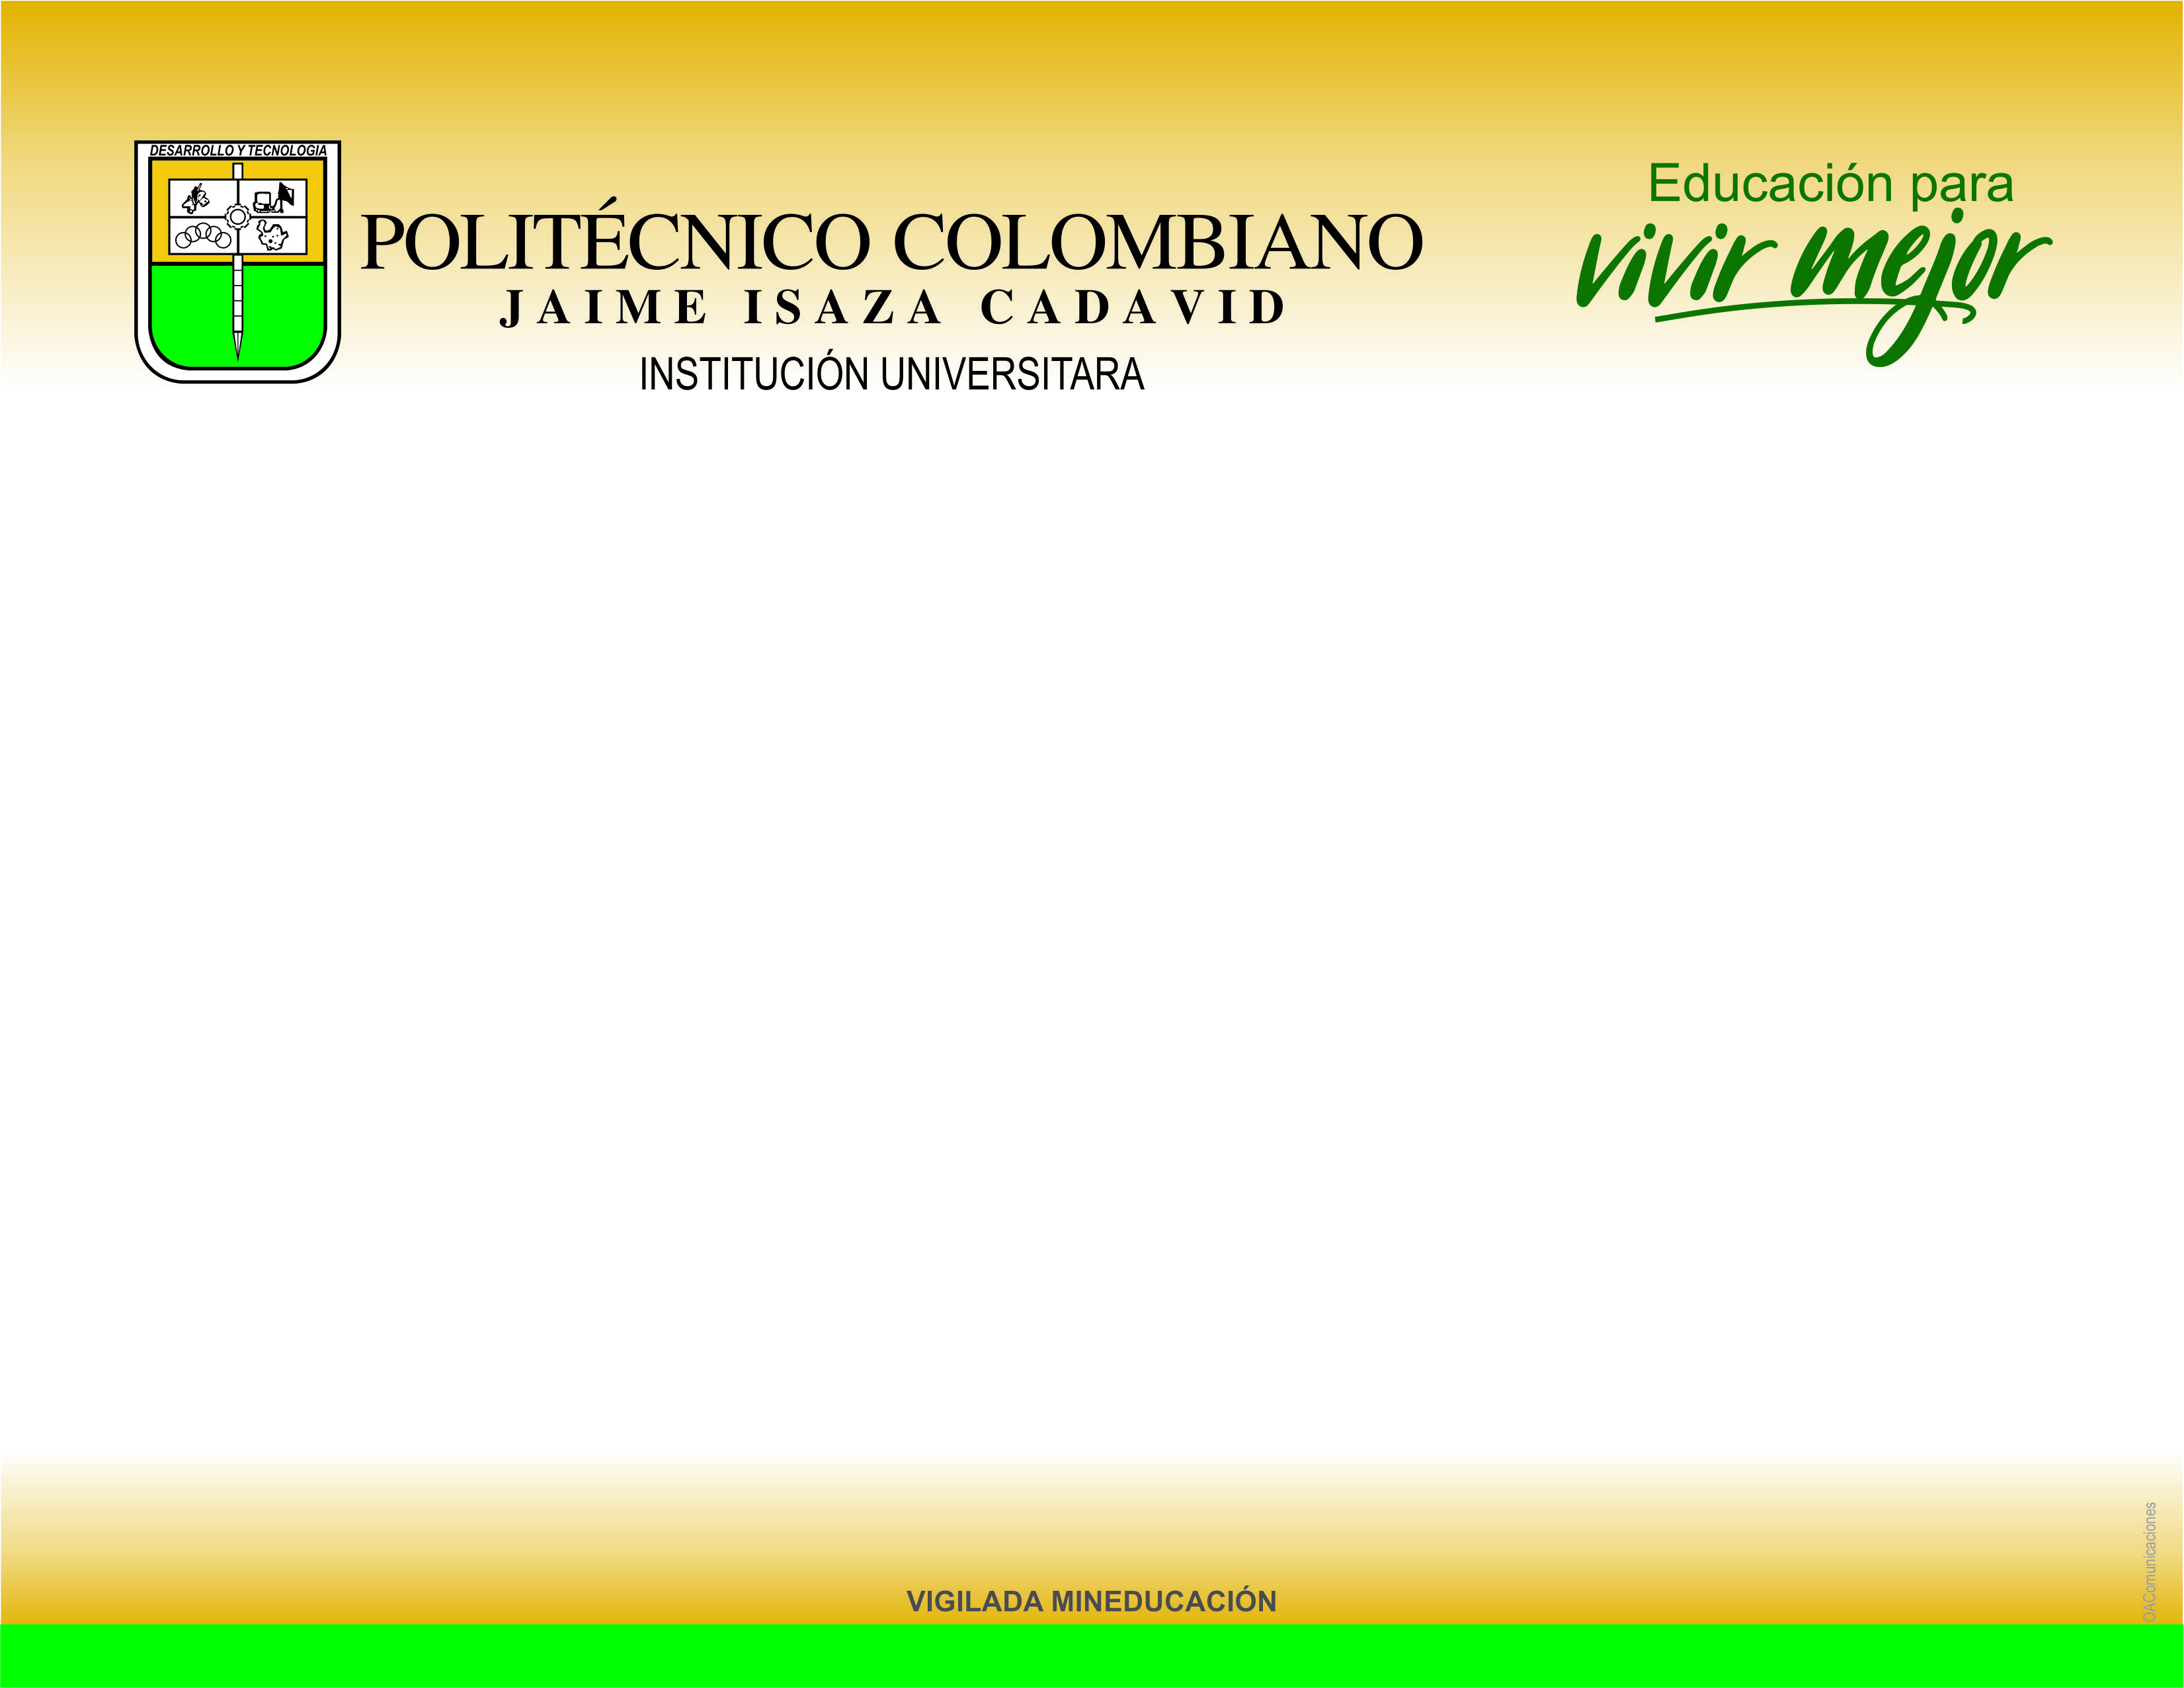 DESARROLLO Y TECNOLOGIA
POLITÉCNICO COLOMBIANO
JAIME ISAZA CADAVID
INSTITUCIÓN UNIVERSITARA
Educación para
vivir mejor
OAComunicaciones
VIGILADA MINEDUCACIÓN